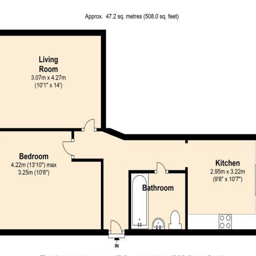 Approx. 47.2 sq. metres (508.0 sq. feet)
Living
Room
3.07m x 4.27m
(10'1" x 14')
Bedroom
4.22m (13'10") max
3.25m (10'8")
Kitchen
2.95m x 3.22m
(9'8" x 10'7")
Bathroom
IN